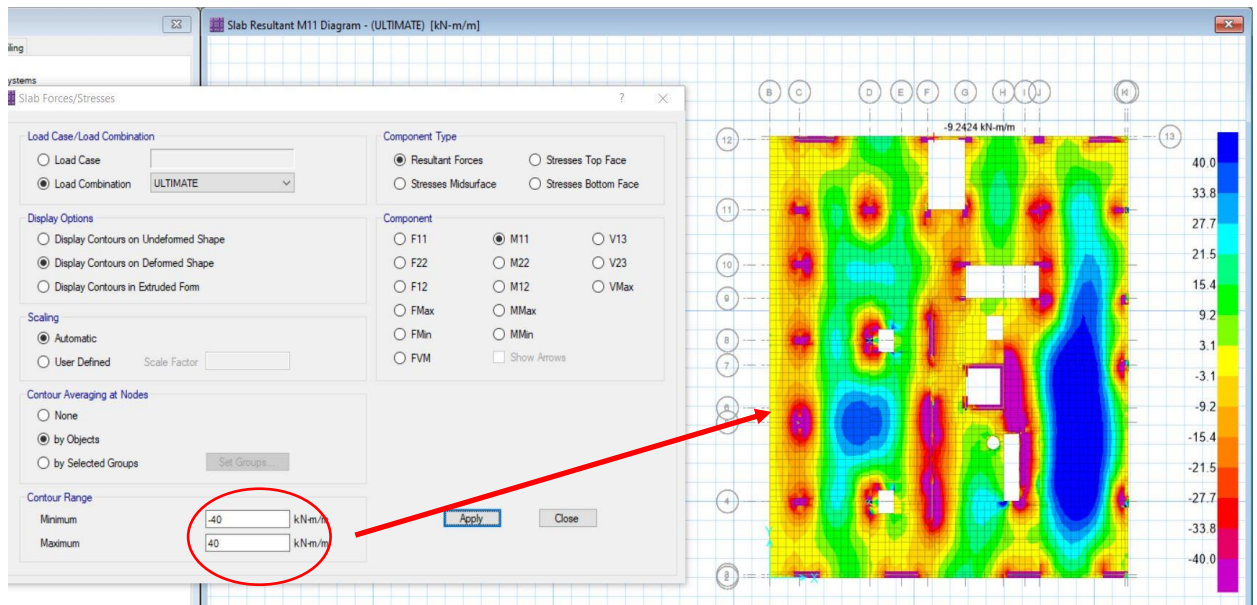 Slab Resultant M11 Diagram - (ULTIMATE) [kN-m/m]
Slab Forces/Stresses
?
Load Case/Load Combination
Load Case
Load Combination
ULTIMATE
Component Type
Resultant Forces
Stresses Top Face
Stresses Midsurface
Stresses Bottom Face
Display Options
Display Contours on Undeformed Shape
Display Contours on Deformed Shape
Display Contours in Extruded Form
Component
F11
M11
V13
F22
M22
V23
F12
M12
VMax
FMax
MMax
FMin
MMin
FVM
Show Arrows
Scaling
Automatic
User Defined
Scale Factor
Contour Averaging at Nodes
None
by Objects
by Selected Groups
Set Groups...
Contour Range
Minimum
-40
kN-m/m
Maximum
40
kN-m/m
Apply
Close
B
C
D
E
F
G
H
I
J
-9.2424 kN-m/m
12
13
11
10
9
8
7
6
4
2
Y
X
40.0
33.8
27.7
21.5
15.4
9.2
3.1
-3.1
-9.2
-15.4
-21.5
-27.7
-33.8
-40.0